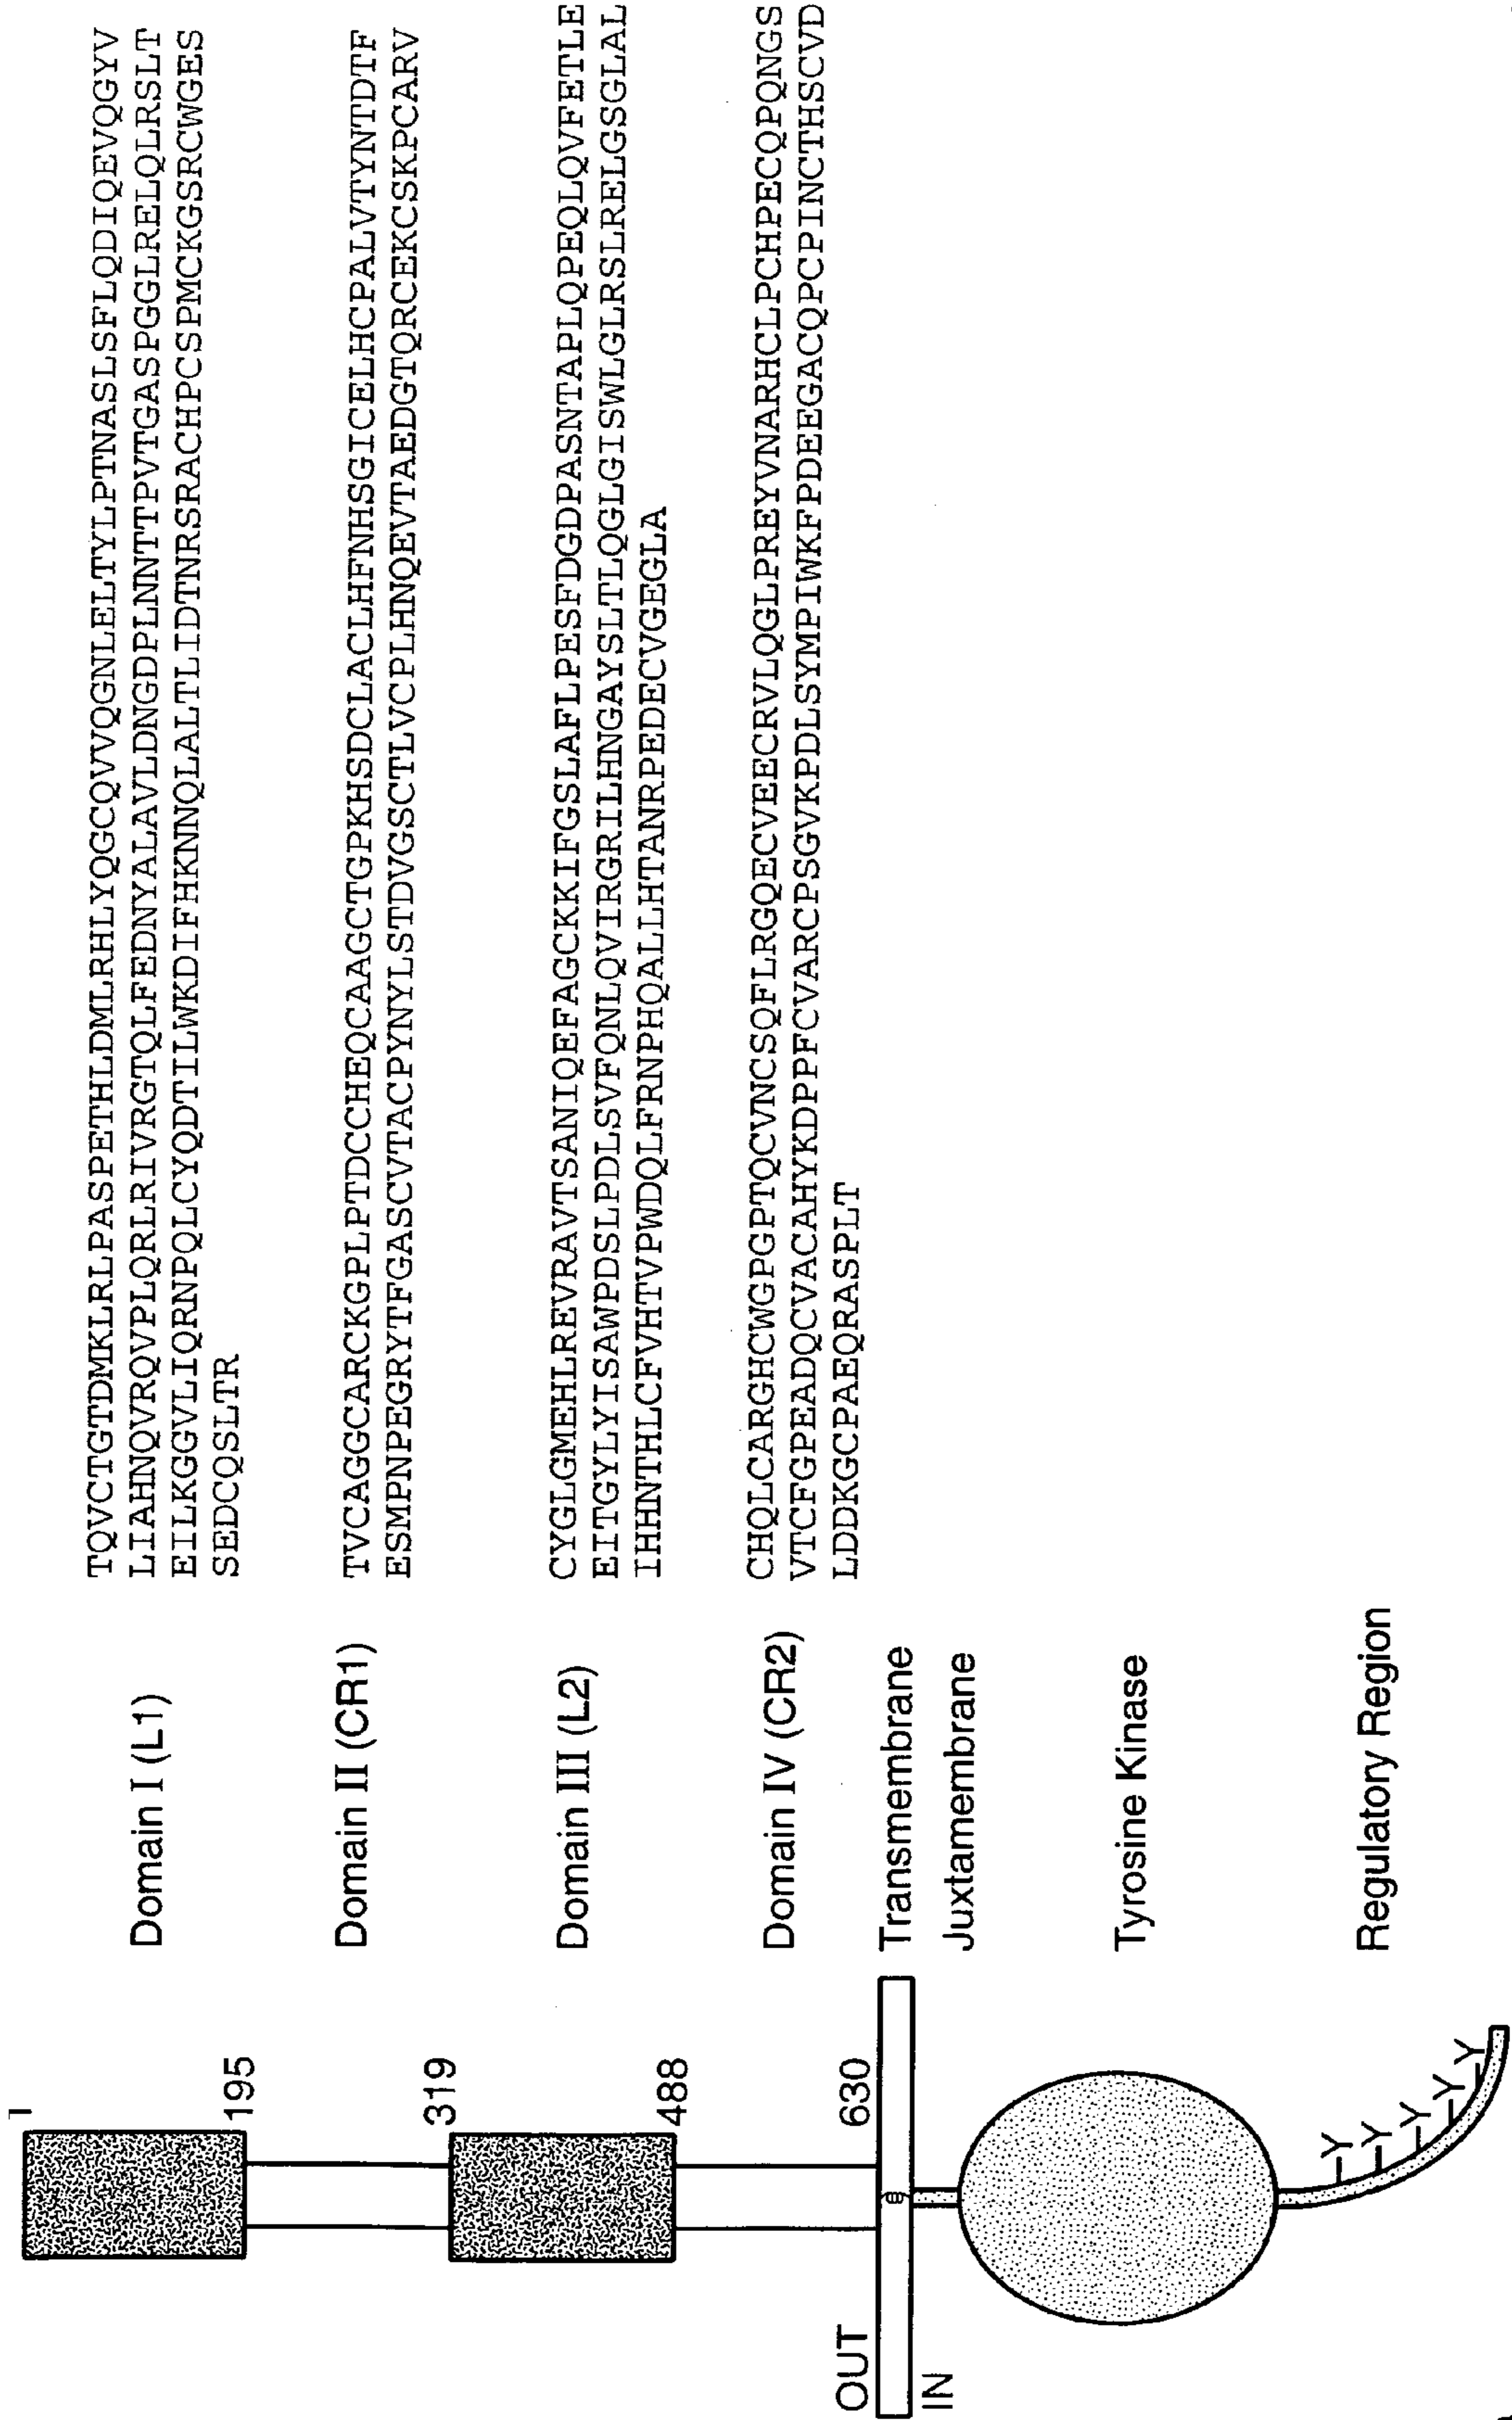 1
195
319
488
630
OUT
IN
Y
Y
Y
Y
Y
Domain I (L1)
TQVCTGTDMKLRLPASPETHLDMLRHLYQGCQVVQGNLELTYLPTNASLSFLQDIQEVQGYV
LIAHNQVRQVPLQRLRIVRGTQLFEDNYALAVLDNGDPLNNTTPVTGASPGGLRELQLRSLT
EILKGGVLIQRNPQLCYQDTILWKDIFHKNNQLALTLIDTNRSRACHPCSPMCKGSRCWGES
SEDCQSLTR
Domain II (CR1)
TVCAGGCARCKGPLPTDCCHEQCAAGCTGPKHSDCLACLHFNHSGICELHCPALVTYNTDTF
ESMPNPEGRYTFGASCVTACPYNYLSTDVGSCTLVCPLHNQEVTAEDGTQRCEKCSKPCARV
Domain III (L2)
CYGLGMEHLREVRAVTSANIQEFAGCKKIFGSLAFLPESFDGDPASNTAPLQPEQLQVFETLE
EITGYLYISAWPDSLPDLSVFQNLQVIRGRILHNGAYSLTLQGLGISWLGLRSLRELGSGLAL
IHHNTHLCFVHTVPWDQLFRNPHQALLHTANRPEDECVGEGLA
Domain IV (CR2)
CHQLCARGHCWGPGPTQCVNCSQFLRGQECVEECRVLQGLPREYVNARHCLPCHPECQPQNGS
VTCFGPEADQCVACAHYKDPPFCVARCPSGVKPDLSYMPIWKFPDEEGACQPCPINCTHSCVD
LDDKGCPAEQRASPLT
Transmembrane
Juxtamembrane
Tyrosine Kinase
Regulatory Region